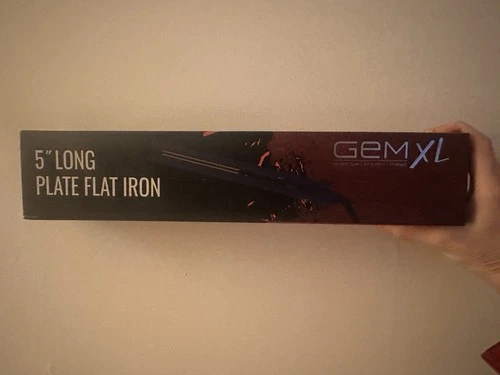 5" LONG
PLATE FLAT IRON
GEM XL